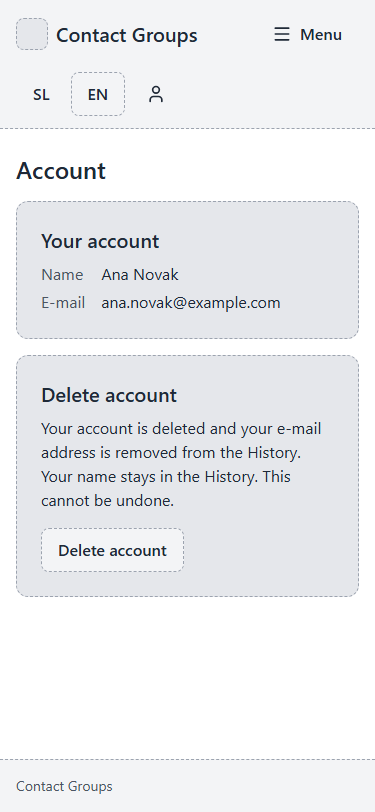 Contact Groups
Menu
SL
EN
Account
Your account
Name Ana Novak
E-mail ana.novak@example.com
Delete account
Your account is deleted and your e-mail
address is removed from the History.
Your name stays in the History. This
cannot be undone.
Delete account
Contact Groups